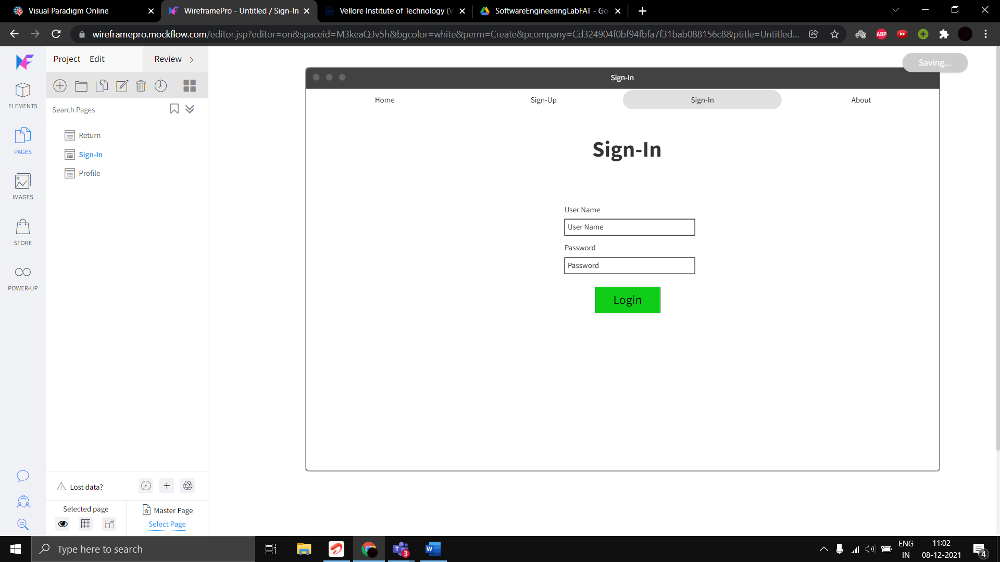 Visual Paradigm Online
WireframePro - Untitled / Sign-In
Vellore Institute of Technology (V
SoftwareEngineeringLabFAT - Go
wireframepro.mockflow.com/editor.jsp?editor=on&spaceid=M3keaQ3v5h&bgcolor=white&perm=Create&pcompany=Cd324904f0bf94fbfa7f31bab088156c8&ptitle=Untitled...
ABP
Project Edit Review
Saving...
ELEMENTS
PAGES
IMAGES
STORE
POWER-UP
Search Pages
Return
Sign-In
Profile
Sign-In
Home Sign-Up Sign-In About
Sign-In
User Name
User Name
Password
Password
Login
Lost data?
Selected page
Master Page
Select Page
Type here to search
T 3
W
ENG
IN
11:02
08-12-2021
4